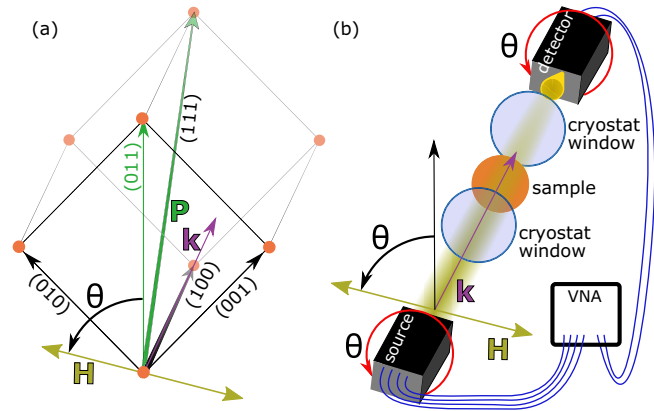 (a)
(111)
(011)
P
k
(100)
(010)
(001)
θ
H
(b)
θ
detector
cryostat
window
sample
cryostat
window
θ
k
VNA
H
θ
source